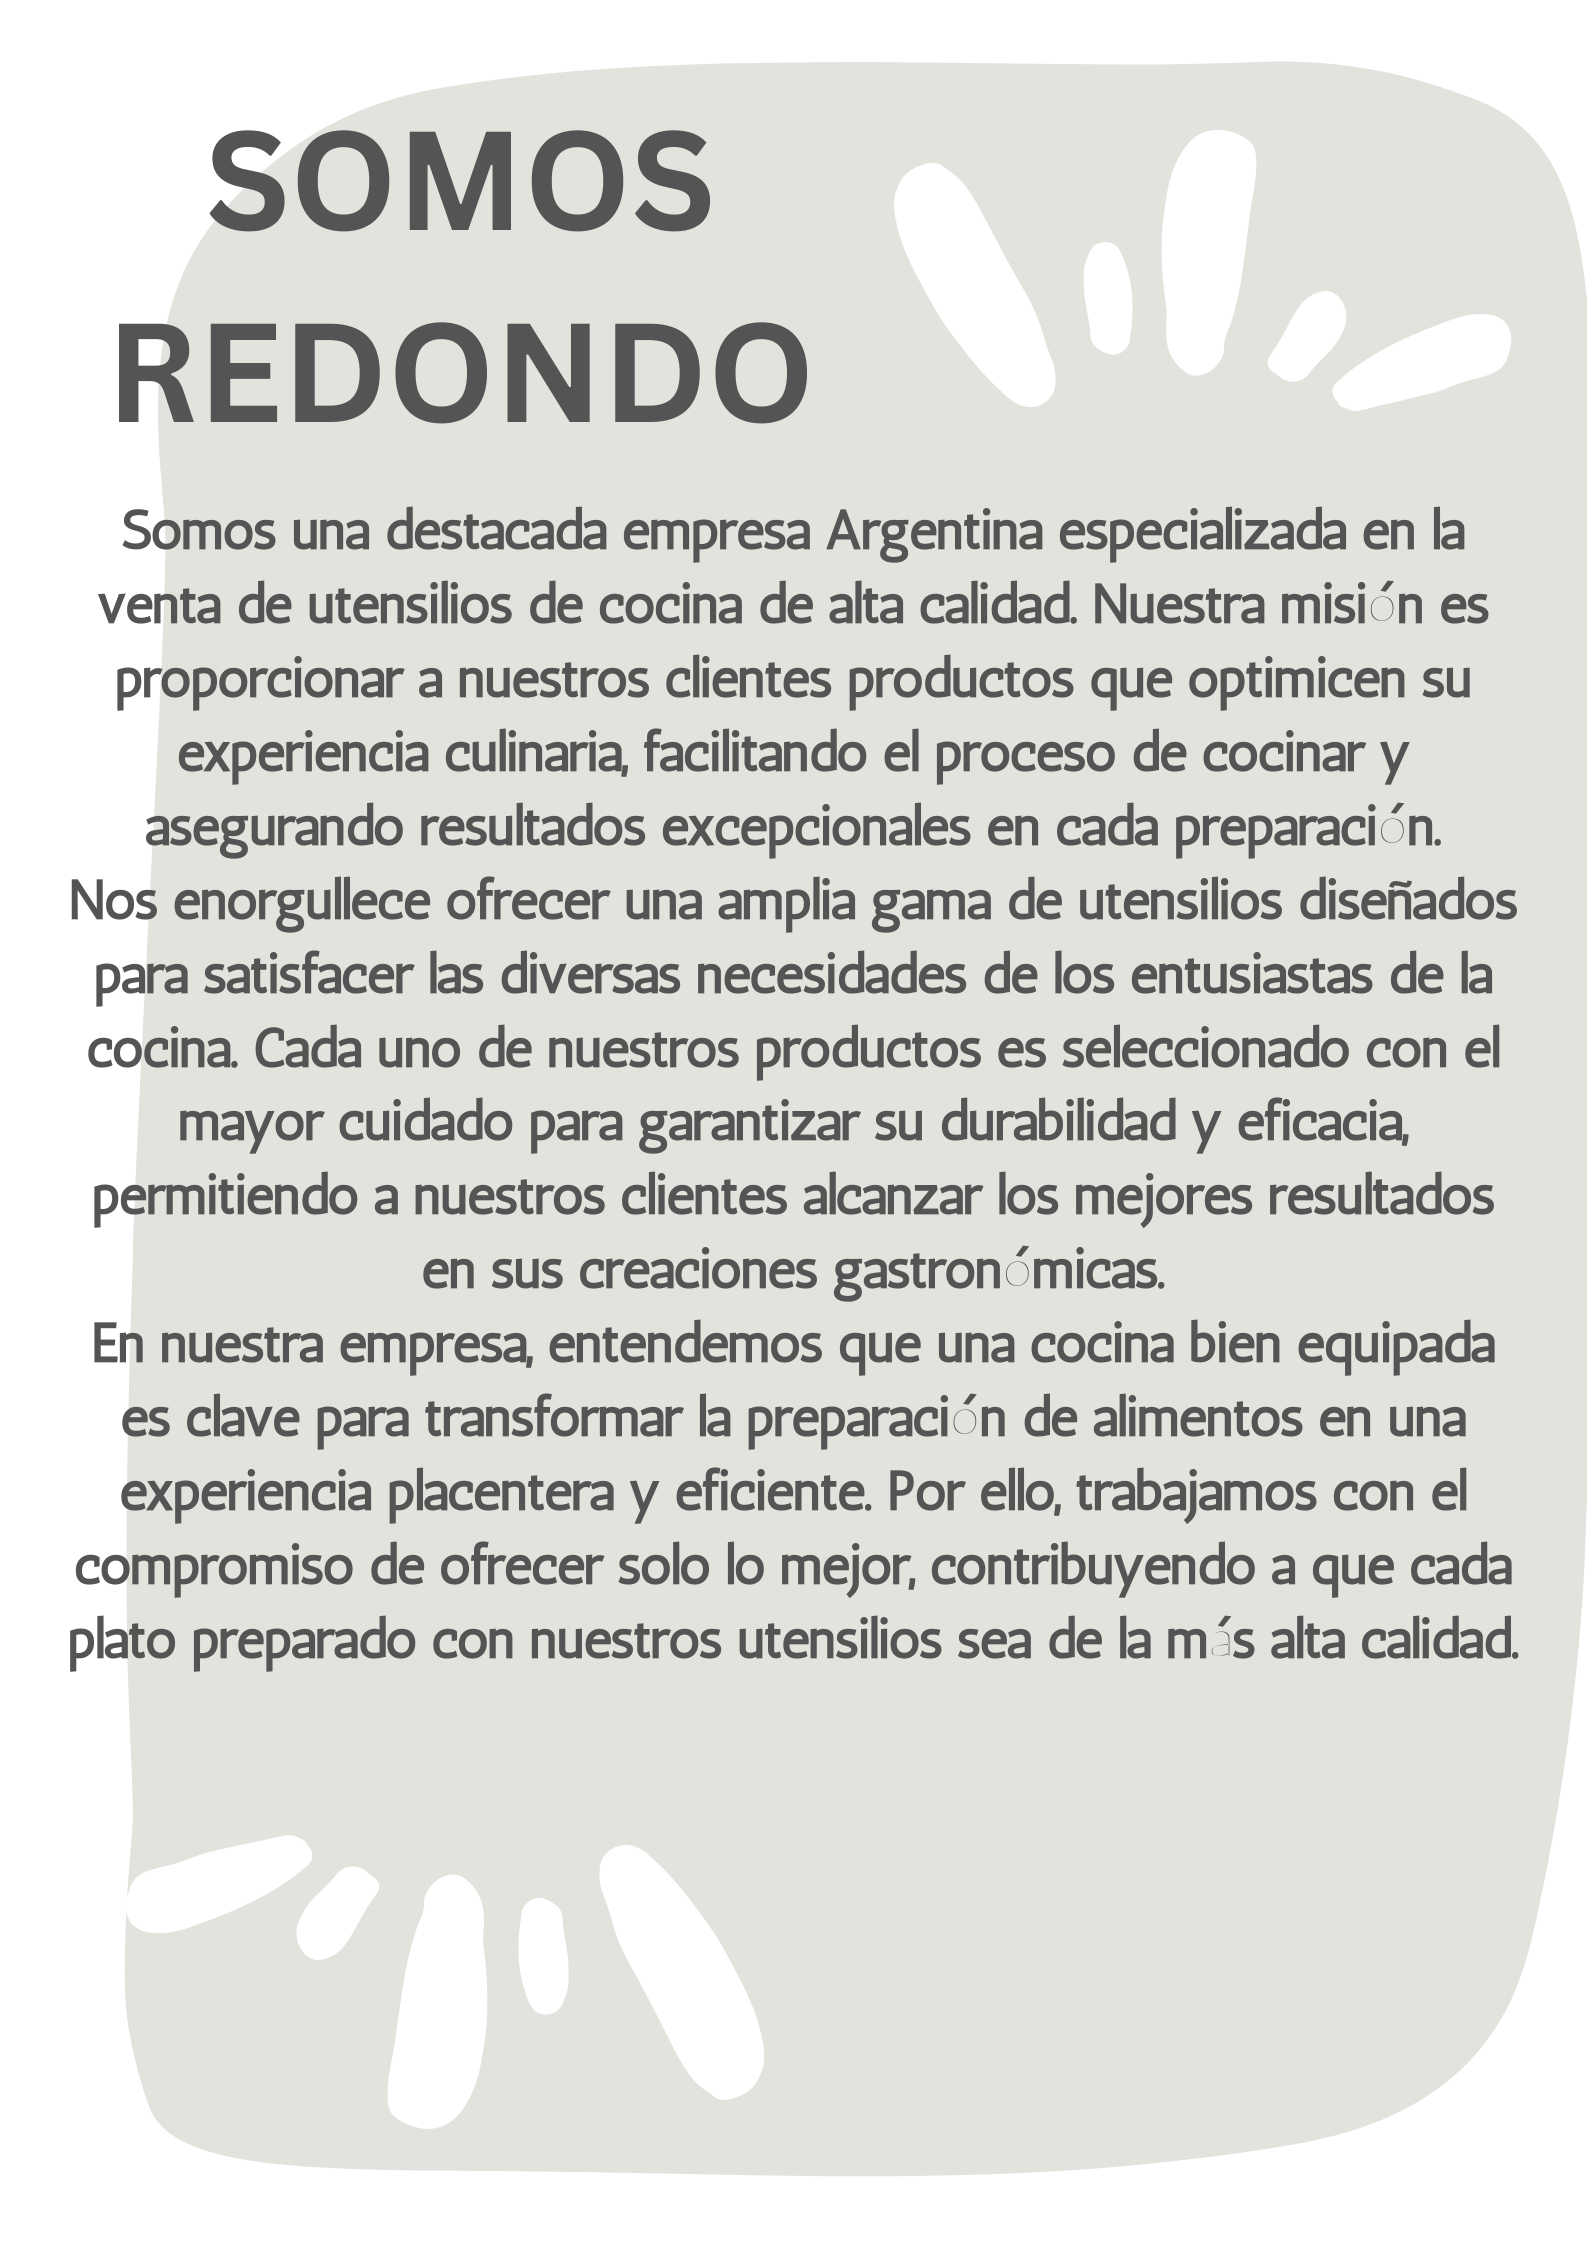 SOMOS
REDONDO
Somos una destacada empresa Argentina especializada en la
venta de utensilios de cocina de alta calidad. Nuestra misión es
proporcionar a nuestros clientes productos que optimicen su
experiencia culinaria, facilitando el proceso de cocinar y
asegurando resultados excepcionales en cada preparación.
Nos enorgullece ofrecer una amplia gama de utensilios diseñados
para satisfacer las diversas necesidades de los entusiastas de la
cocina. Cada uno de nuestros productos es seleccionado con el
mayor cuidado para garantizar su durabilidad y eficacia,
permitiendo a nuestros clientes alcanzar los mejores resultados
en sus creaciones gastronómicas.
En nuestra empresa, entendemos que una cocina bien equipada
es clave para transformar la preparación de alimentos en una
experiencia placentera y eficiente. Por ello, trabajamos con el
compromiso de ofrecer solo lo mejor, contribuyendo a que cada
plato preparado con nuestros utensilios sea de la más alta calidad.